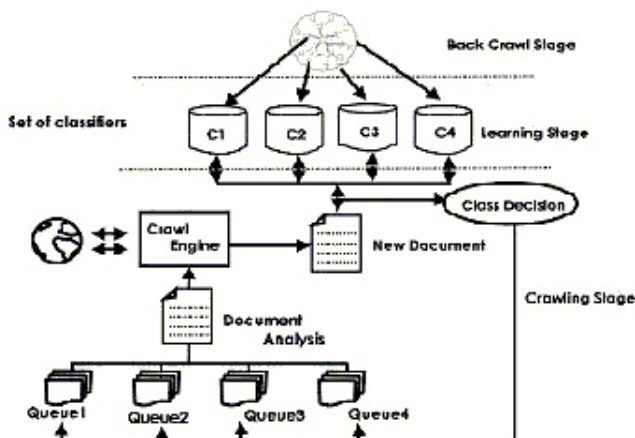 Back Crawl Stage
Set of classifiers
C1
C2
C3
C4
Learning Stage
Class Decision
Crawl
Engine
New Document
Crawling Stage
Document
Analysis
Queue1
Queue2
Queue3
Queue4